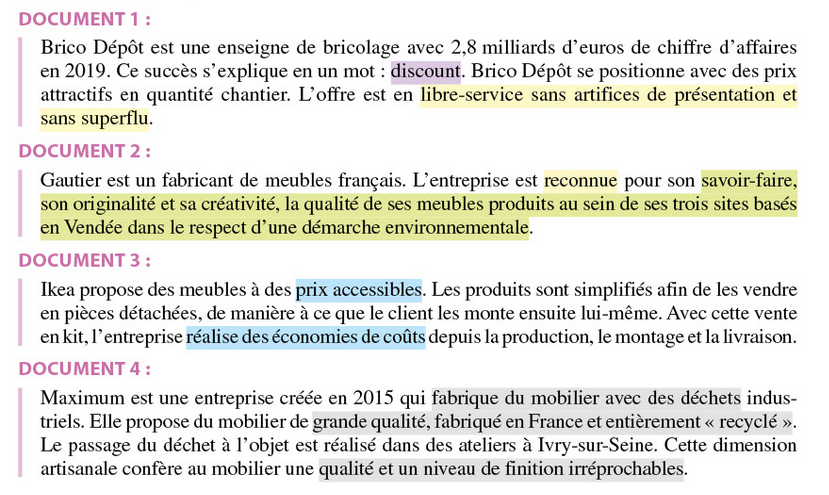 DOCUMENT 1 :
Brico Dépôt est une enseigne de bricolage avec 2,8 milliards d’euros de chiffre d’affaires
en 2019. Ce succès s’explique en un mot : discount. Brico Dépôt se positionne avec des prix
attractifs en quantité chantier. L’offre est en libre-service sans artifices de présentation et
sans superflu.
DOCUMENT 2 :
Gautier est un fabricant de meubles français. L’entreprise est reconnue pour son savoir-faire,
son originalité et sa créativité, la qualité de ses meubles produits au sein de ses trois sites basés
en Vendée dans le respect d’une démarche environnementale.
DOCUMENT 3 :
Ikea propose des meubles à des prix accessibles. Les produits sont simplifiés afin de les vendre
en pièces détachées, de manière à ce que le client les monte ensuite lui-même. Avec cette vente
en kit, l’entreprise réalise des économies de coûts depuis la production, le montage et la livraison.
DOCUMENT 4 :
Maximum est une entreprise créée en 2015 qui fabrique du mobilier avec des déchets indus-
triels. Elle propose du mobilier de grande qualité, fabriqué en France et entièrement « recyclé ».
Le passage du déchet à l’objet est réalisé dans des ateliers à Ivry-sur-Seine. Cette dimension
artisanale confère au mobilier une qualité et un niveau de finition irréprochables.